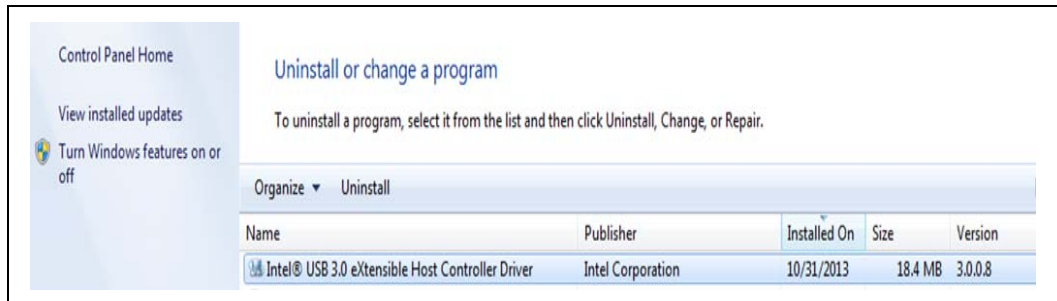 Control Panel Home
Uninstall or change a program
View installed updates
To uninstall a program, select it from the list and then click Uninstall, Change, or Repair.
Turn Windows features on or
off
Organize ▾ Uninstall
Name Publisher Installed On Size Version
Intel® USB 3.0 eXtensible Host Controller Driver Intel Corporation 10/31/2013 18.4 MB 3.0.0.8